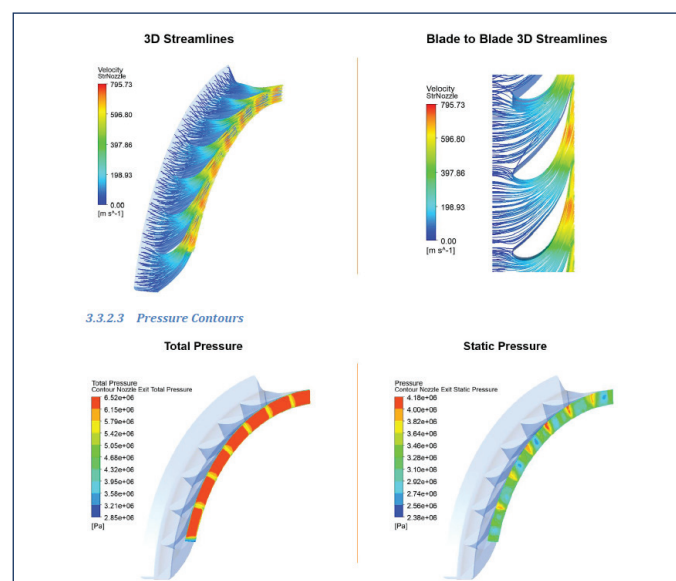 3D Streamlines
Velocity
StrNozzle
795.73
596.80
397.86
198.93
0.00
[m s^-1]
Blade to Blade 3D Streamlines
Velocity
StrNozzle
795.73
596.80
397.86
198.93
0.00
[m s^-1]
3.3.2.3 Pressure Contours
Total Pressure
Total Pressure
Contour Nozzle Exit Total Pressure
6.52e+06
6.15e+06
5.79e+06
5.42e+06
5.05e+06
4.68e+06
4.32e+06
3.95e+06
3.58e+06
3.21e+06
2.85e+06
[Pa]
Static Pressure
Pressure
Contour Nozzle Exit Static Pressure
4.18e+06
4.00e+06
3.82e+06
3.64e+06
3.46e+06
3.28e+06
3.10e+06
2.92e+06
2.74e+06
2.56e+06
2.38e+06
[Pa]